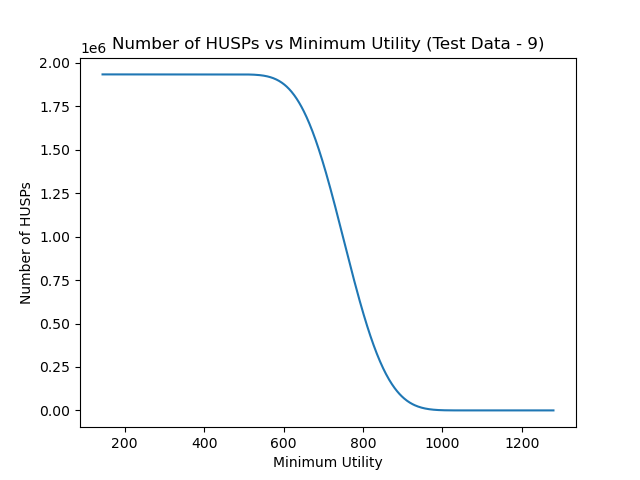 Number of HUSPs vs Minimum Utility (Test Data - 9)
1e6
2.00
1.75
1.50
1.25
1.00
0.75
0.50
0.25
0.00
Number of HUSPs
200 400 600 800 1000 1200
Minimum Utility